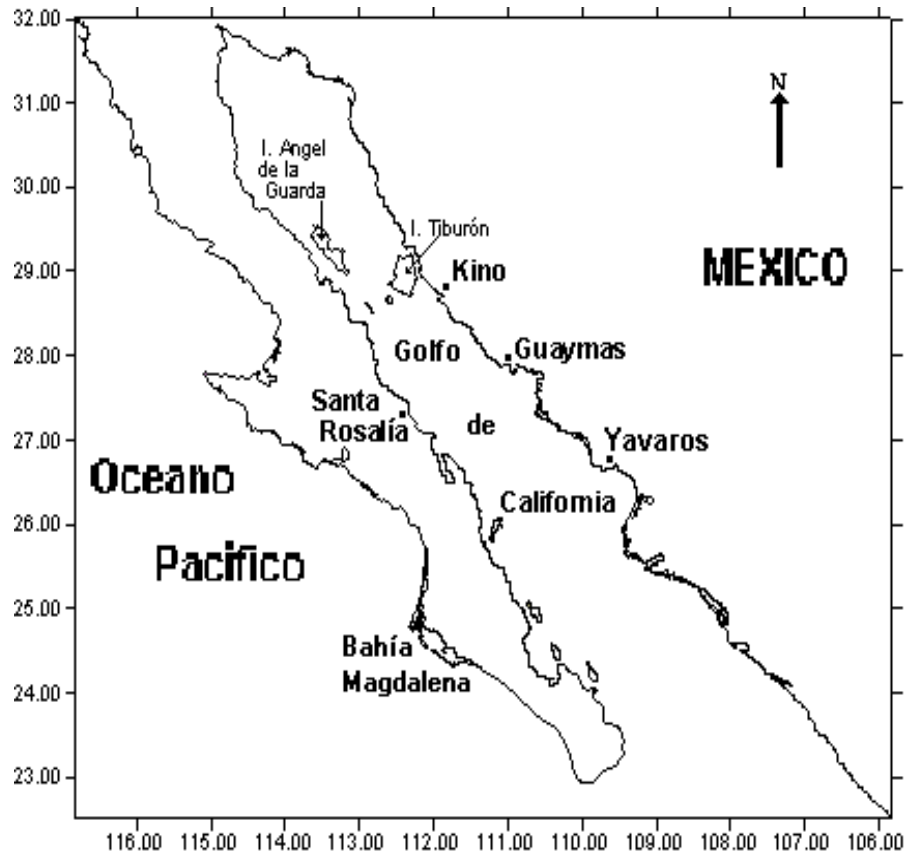 32.00
31.00
30.00
29.00
28.00
27.00
26.00
25.00
24.00
23.00
N
I. Angel
de la
Guarda
I. Tiburón
Kino
MEXICO
Golfo
Guaymas
Santa
Rosalía
de
Yavaros
Oceano
California
Pacifico
Bahía
Magdalena
116.00 115.00 114.00 113.00 112.00 111.00 110.00 109.00 108.00 107.00 106.00